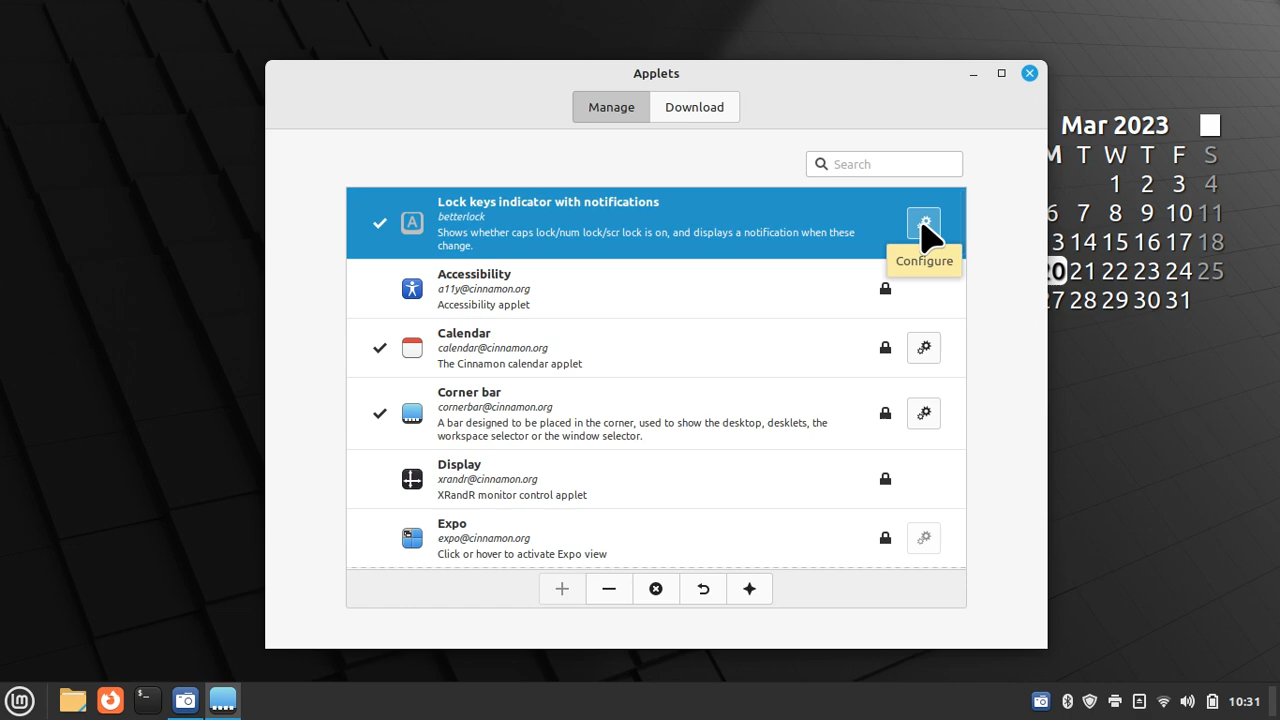 Applets
Manage
Download
Search
Lock keys indicator with notifications
betterlock
Shows whether caps lock/num lock/scr lock is on, and displays a notification when these
change.
Configure
Accessibility
a11y@cinnamon.org
Accessibility applet
Calendar
calendar@cinnamon.org
The Cinnamon calendar applet
Corner bar
cornerbar@cinnamon.org
A bar designed to be placed in the corner, used to show the desktop, desklets, the
workspace selector or the window selector.
Display
xrandr@cinnamon.org
XRandR monitor control applet
Expo
expo@cinnamon.org
Click or hover to activate Expo view
Mar 2023
M T W T F S
1 2 3 4
6 7 8 9 10 11
13 14 15 16 17 18
20 21 22 23 24 25
27 28 29 30 31
10:31